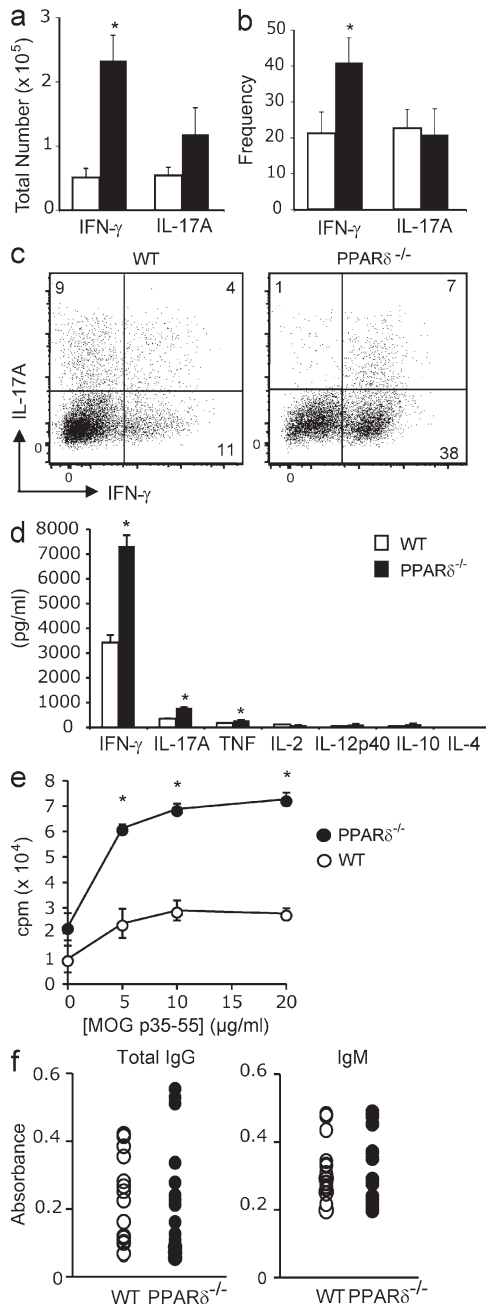 a
b
Total Number (x 10⁵)
3
2
1
0
*
IFN-γ IL-17A
Frequency
50
40
30
20
10
0
*
IFN-γ IL-17A
c
WT
PPARδ⁻/⁻
9 4
11
1 7
38
0
0
0
0
IL-17A
IFN-γ
d
(pg/ml)
8000
7000
6000
5000
4000
3000
2000
1000
0
* * *
WT
PPARδ⁻/⁻
IFN-γ IL-17A TNF IL-2 IL-12p40 IL-10 IL-4
e
cpm (x 10⁴)
8
7
6
5
4
3
2
1
0
* * *
PPARδ⁻/⁻
WT
0 5 10 15 20
[MOG p35-55] (μg/ml)
f
Total IgG
IgM
Absorbance
0.6
0.4
0.2
0
WT PPARδ⁻/⁻
0.6
0.4
0.2
0
WT PPARδ⁻/⁻